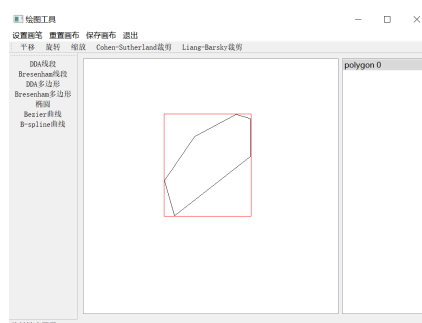 绘图工具
设置画笔 重置画布 保存画布 退出
平移 旋转 缩放 Cohen-Sutherland裁剪 Liang-Barsky裁剪
DDA线段
Bresenham线段
DDA多边形
Bresenham多边形
椭圆
Bezier曲线
B-spline曲线
polygon 0